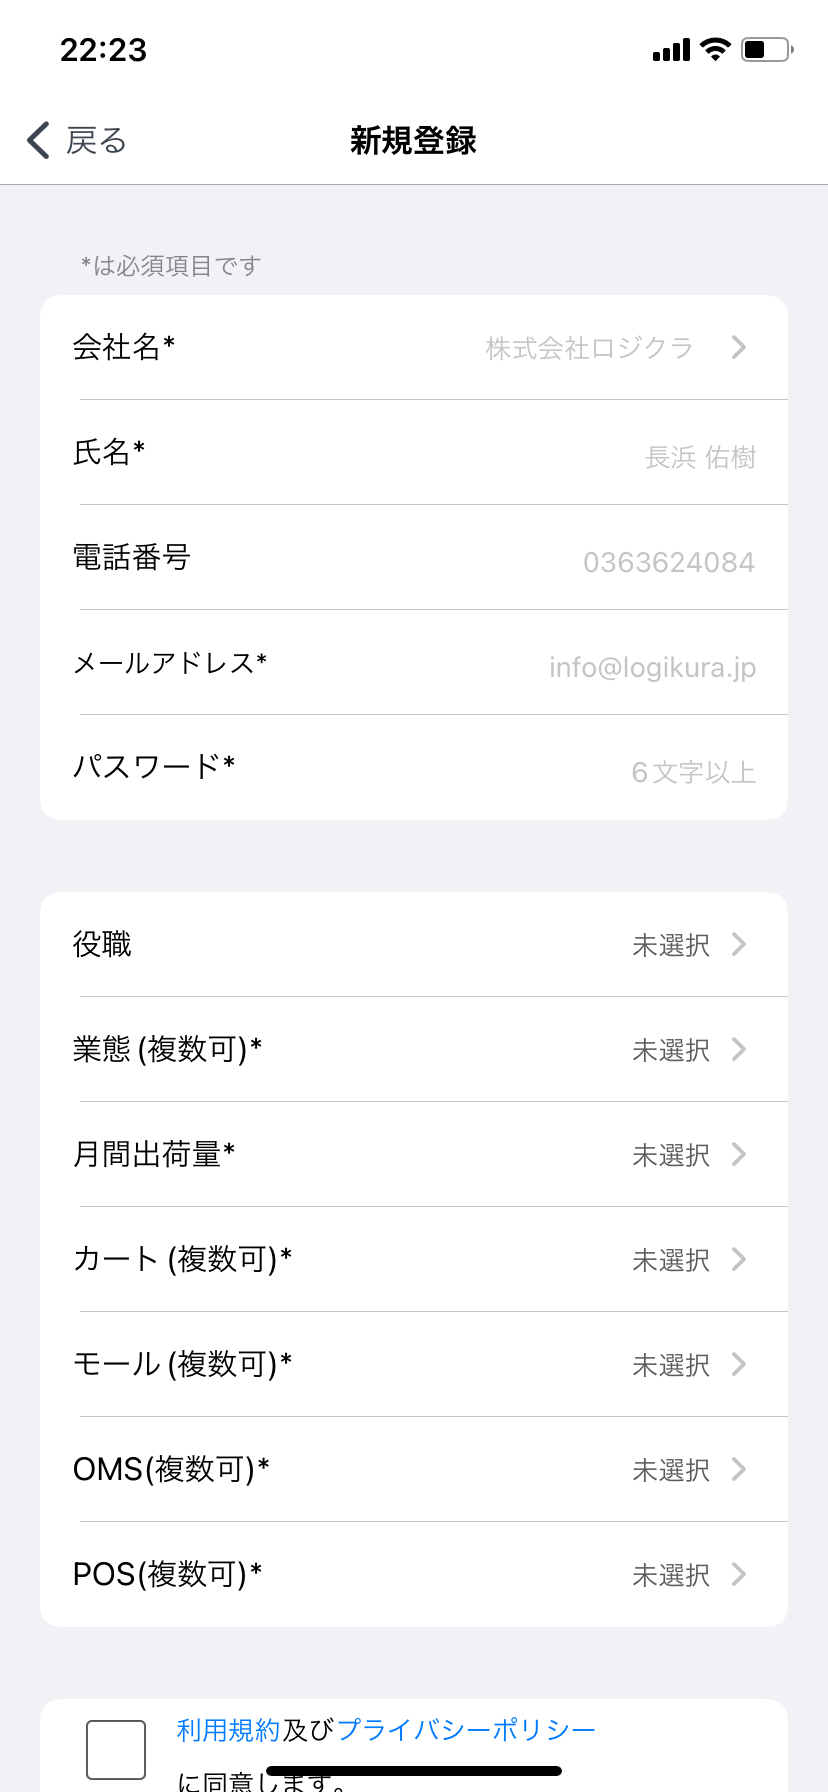 22:23
戻る
新規登録
*は必須項目です
会社名* 株式会社ロジクラ
氏名* 長浜 佑樹
電話番号 0363624084
メールアドレス* info@logikura.jp
パスワード* 6文字以上
役職 未選択
業態(複数可)* 未選択
月間出荷量* 未選択
カート(複数可)* 未選択
モール(複数可)* 未選択
OMS(複数可)* 未選択
POS(複数可)* 未選択
利用規約及びプライバシーポリシー
に同意します。